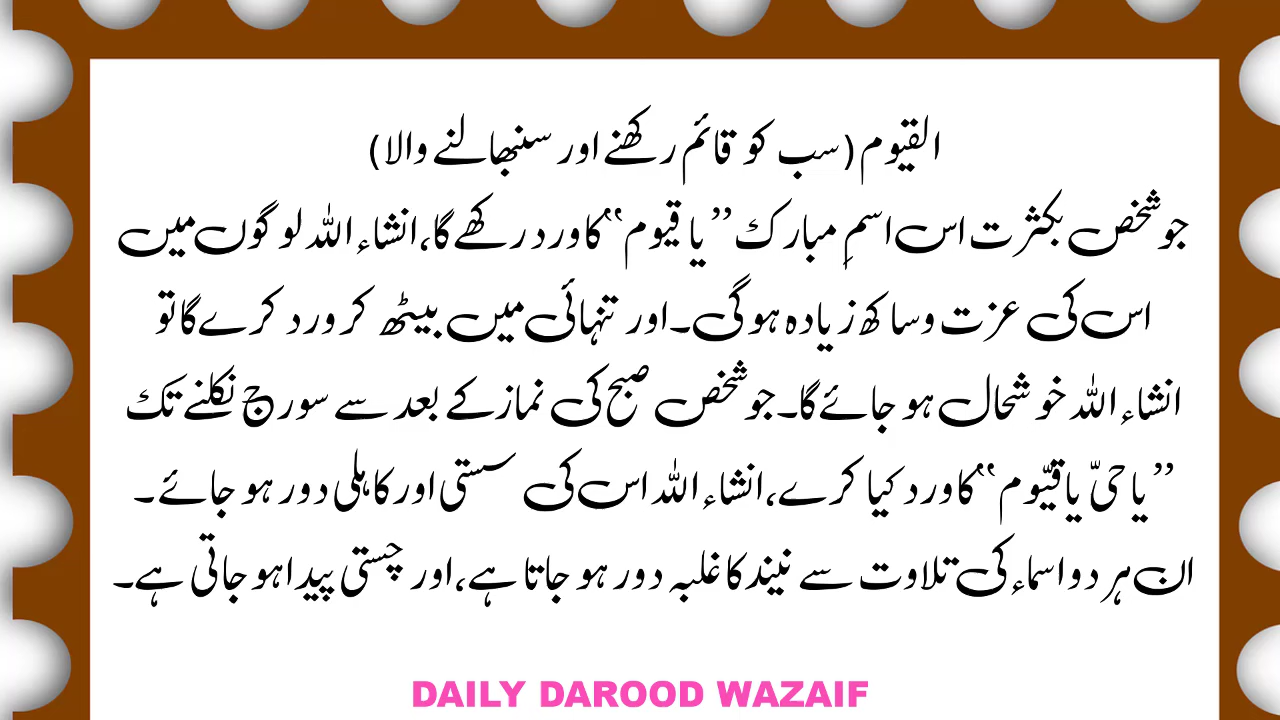 القیوم (سب کو قائم رکھنے اور سنبھالنے والا)
جو شخص بکثرت اس اسمِ مبارک ”یا قیوم“ کا ورد رکھے گا، انشاء اللہ لوگوں میں
اس کی عزت و ساکھ زیادہ ہوگی۔ اور تنہائی میں بیٹھ کر ورد کرے گا تو
انشاء اللہ خوشحال ہو جائے گا۔ جو شخص صبح کی نماز کے بعد سے سورج نکلنے تک
”یا حیّ یا قیّوم“ کا ورد کیا کرے، انشاء اللہ اس کی سستی اور کاہلی دور ہو جائے۔
ان ہر دو اسماء کی تلاوت سے نیند کا غلبہ دور ہو جاتا ہے، اور چستی پیدا ہو جاتی ہے۔
DAILY DAROOD WAZAIF